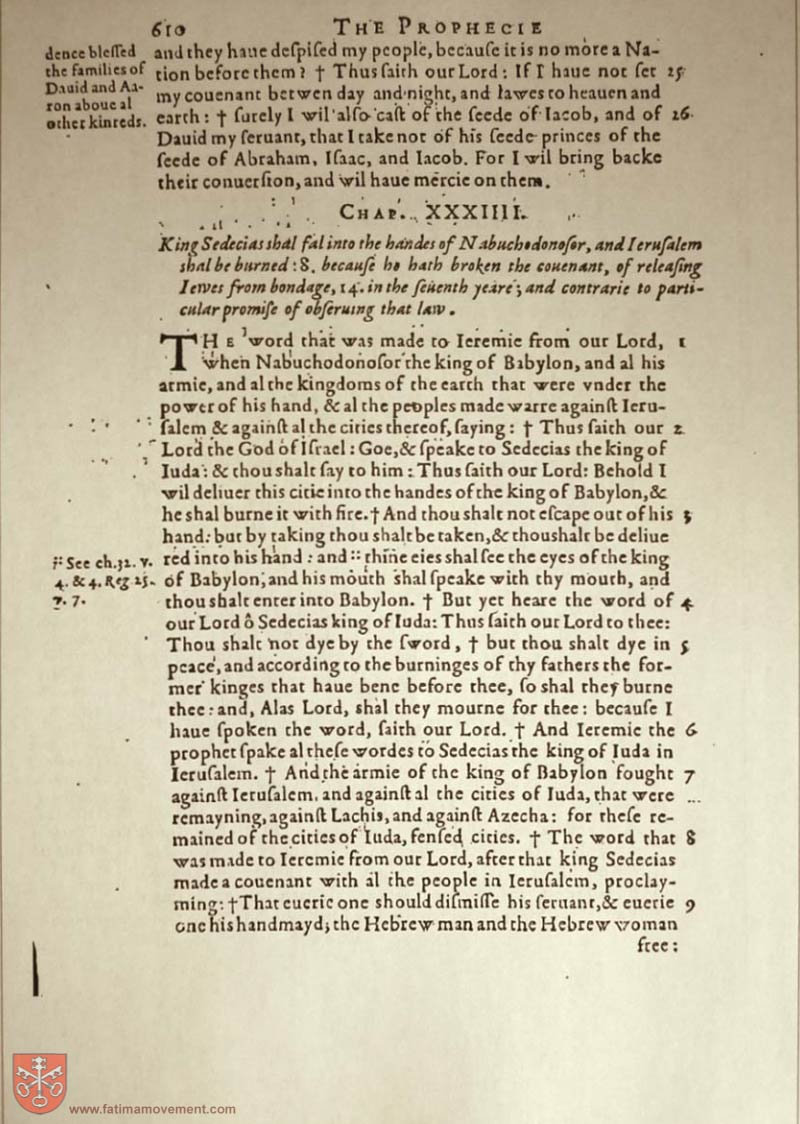 610 THE PROPHECIE
dence blessed
the families of
Dauid and Aa-
ron aboue al
other kinreds.
and they haue despised my people, because it is no more a Na-
tion before them? † Thus saith our Lord: If I haue not set 25
my couenant betwen day and night, and lawes to heauen and
earth: † surely I wil also cast of the seede of Iacob, and of 26
Dauid my seruant, that I take not of his seede princes of the
seede of Abraham, Isaac, and Iacob. For I wil bring backe
their conuersion, and wil haue mercie on them.
CHAP. XXXIIII.
King Sedecias shal fal into the handes of Nabuchodonosor, and Ierusalem
shal be burned: 8. because he hath broken the couenant, of releasing
Iewes from bondage, 14. in the seuenth yeare; and contrarie to parti-
cular promise of obseruing that law.
THE word that was made to Ieremie from our Lord, 1
when Nabuchodonosor the king of Babylon, and al his
armie, and al the kingdoms of the earth that were vnder the
power of his hand, & al the peoples made warre against Ieru-
salem & against al the cities thereof, saying: † Thus saith our 2
Lord the God of Israel: Goe, & speake to Sedecias the king of
Iuda: & thou shalt say to him: Thus saith our Lord: Behold I
wil deliuer this citie into the handes of the king of Babylon, &
he shal burne it with fire. † And thou shalt not escape out of his 3
hand: but by taking thou shalt be taken, & thou shalt be deliue
red into his hand: and :: thine eies shal see the eyes of the king
:: See ch. 32. v.
4. & 4. Reg 25.
v. 7.
of Babylon, and his mouth shal speake with thy mouth, and
thou shalt enter into Babylon. † But yet heare the word of 4
our Lord ô Sedecias king of Iuda: Thus saith our Lord to thee:
Thou shalt not dye by the sword, † but thou shalt dye in 5
peace, and according to the burninges of thy fathers the for-
mer kinges that haue bene before thee, so shal they burne
thee: and, Alas Lord, shal they mourne for thee: because I
haue spoken the word, saith our Lord. † And Ieremie the 6
prophet spake al these wordes to Sedecias the king of Iuda in
Ierusalem. † And the armie of the king of Babylon fought 7
against Ierusalem, and against al the cities of Iuda, that were ...
remayning, against Lachis, and against Azecha: for these re-
mained of the cities of Iuda, fensed cities. † The word that 8
was made to Ieremie from our Lord, after that king Sedecias
made a couenant with al the people in Ierusalem, proclay-
ming: † That euerie one should dismisse his seruant, & euerie 9
one his handmayd, the Hebrew man and the Hebrew woman
free:
www.fatimamovement.com